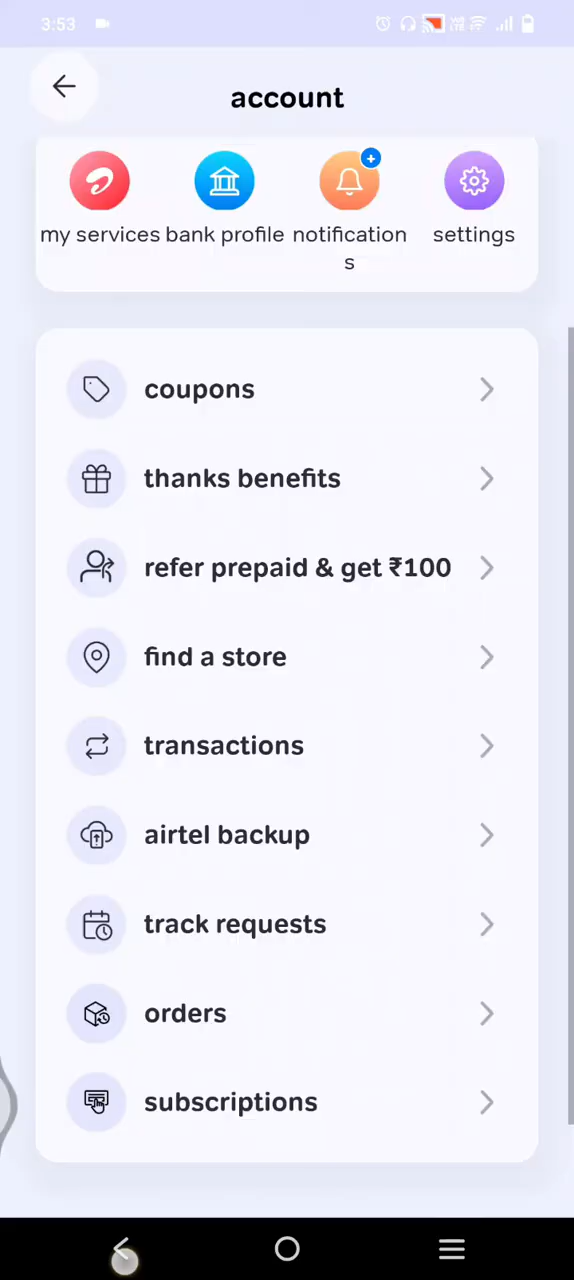 3:53
account
my services bank profile notification settings
s
coupons
thanks benefits
refer prepaid & get ₹100
find a store
transactions
airtel backup
track requests
orders
subscriptions